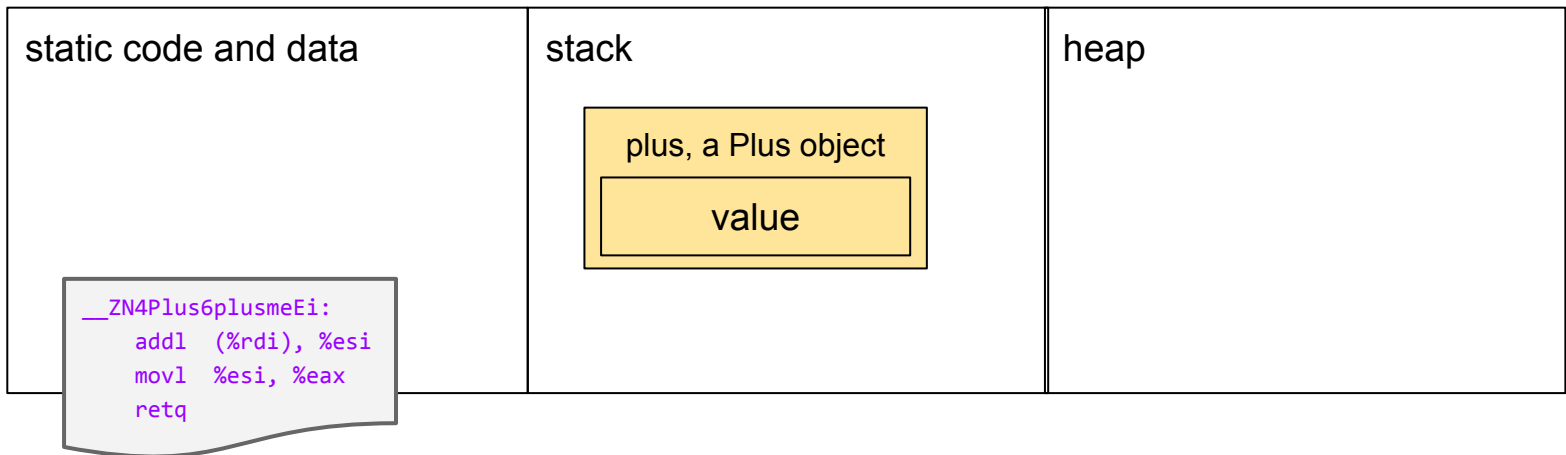 static code and data
stack
heap
plus, a Plus object
value
__ZN4Plus6plusmeEi:
addl (%rdi), %esi
movl %esi, %eax
retq